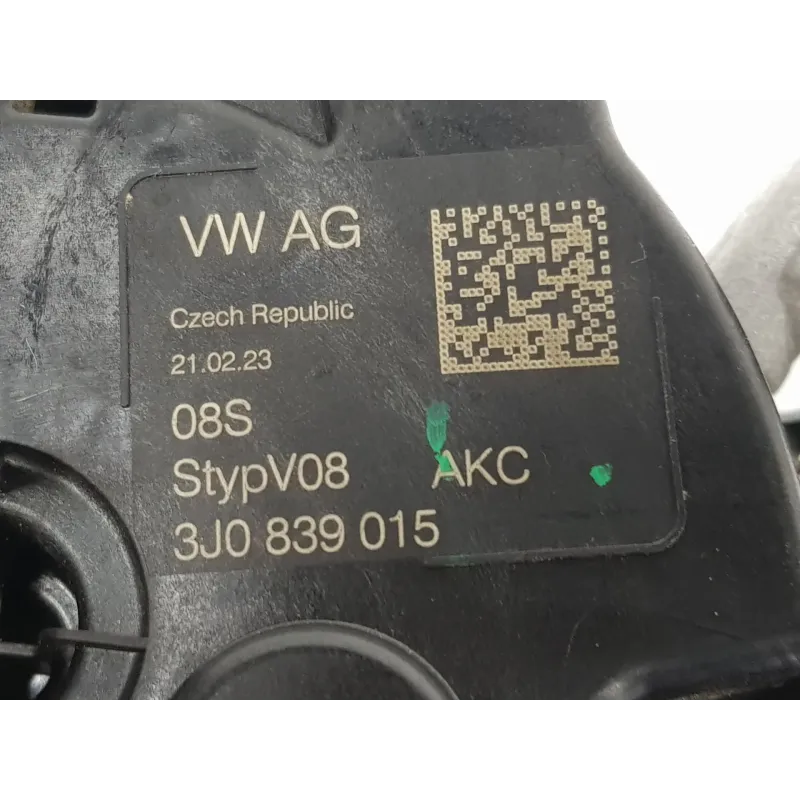 VW AG
Czech Republic
21.02.23
08S
StypV08 AKC
3J0 839 015